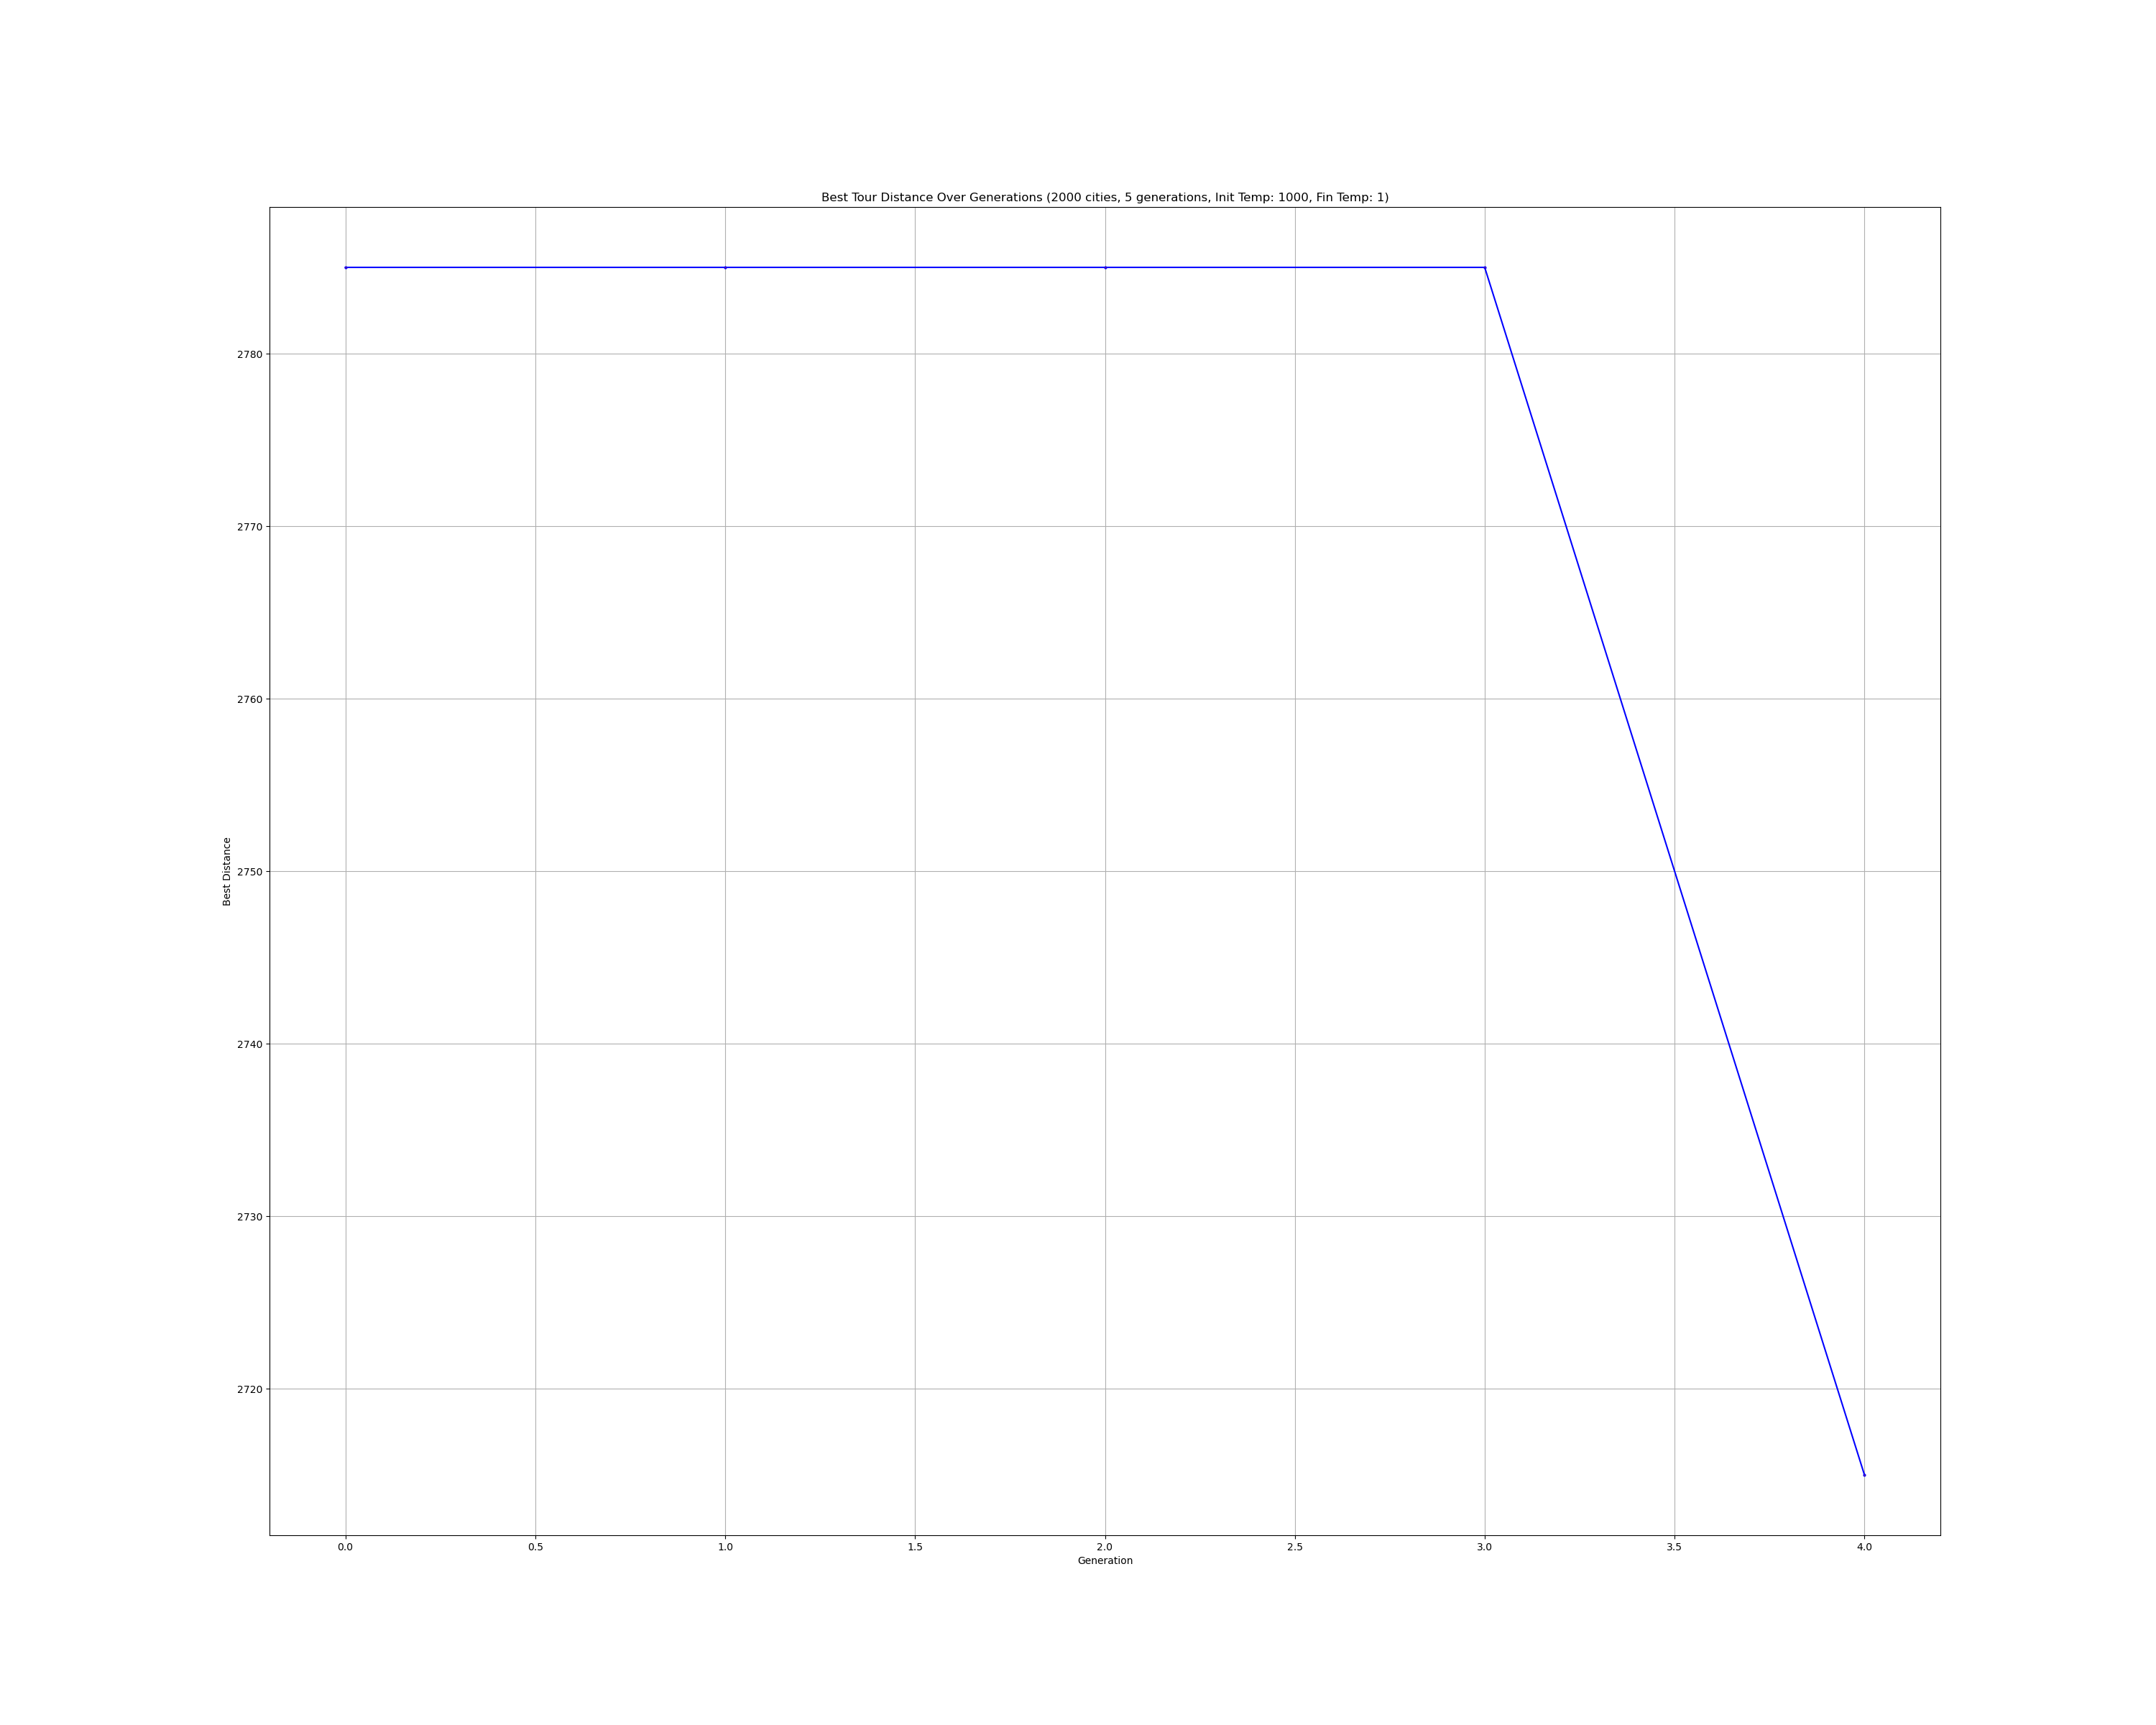 Best Tour Distance Over Generations (2000 cities, 5 generations, Init Temp: 1000, Fin Temp: 1)
Best Distance
2780
2770
2760
2750
2740
2730
2720
0.0 0.5 1.0 1.5 2.0 2.5 3.0 3.5 4.0
Generation